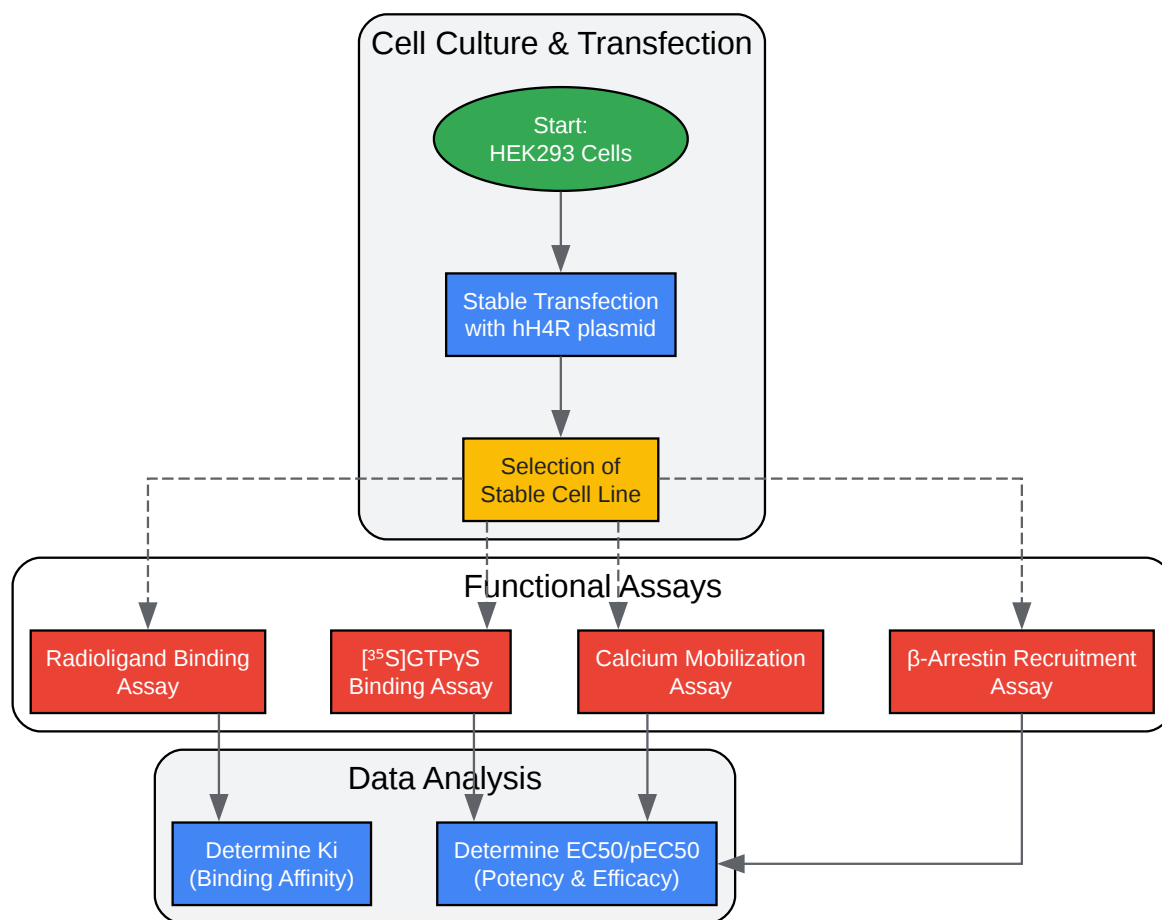 Cell Culture & Transfection
Start:
HEK293 Cells
Stable Transfection
with hH4R plasmid
Selection of
Stable Cell Line
Functional Assays
Radioligand Binding
Assay
[³⁵S]GTPγS
Binding Assay
Calcium Mobilization
Assay
β-Arrestin Recruitment
Assay
Data Analysis
Determine Ki
(Binding Affinity)
Determine EC50/pEC50
(Potency & Efficacy)